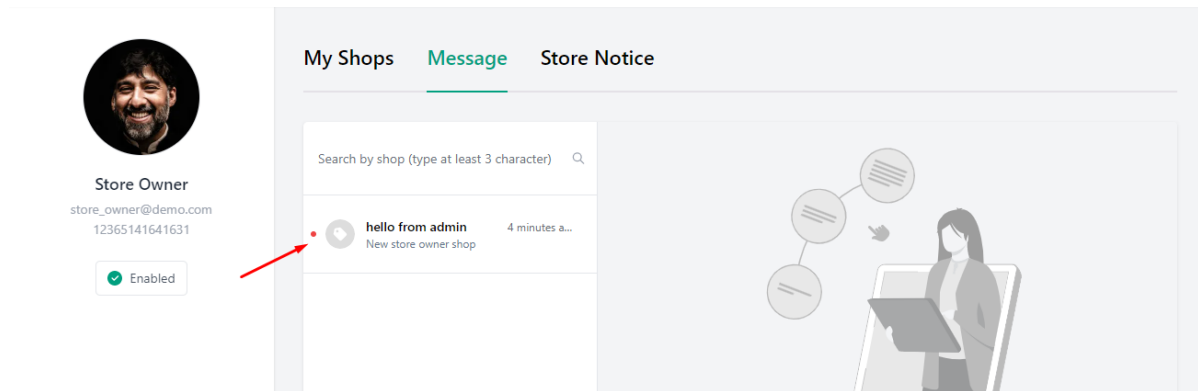 My Shops Message Store Notice
Store Owner
store_owner@demo.com
12365141641631
Enabled
Search by shop (type at least 3 character)
hello from admin 4 minutes a...
New store owner shop